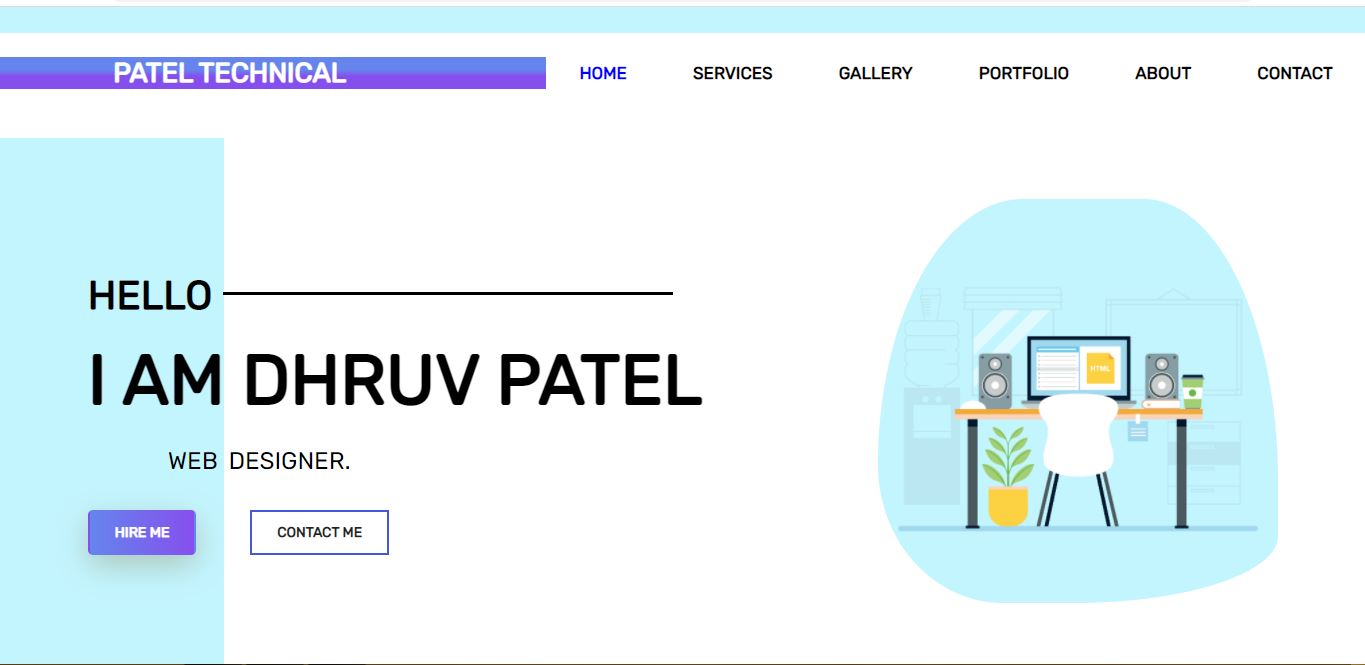 PATEL TECHNICAL
HOME SERVICES GALLERY PORTFOLIO ABOUT CONTACT
HELLO
I AM DHRUV PATEL
WEB DESIGNER.
HIRE ME CONTACT ME
HTML